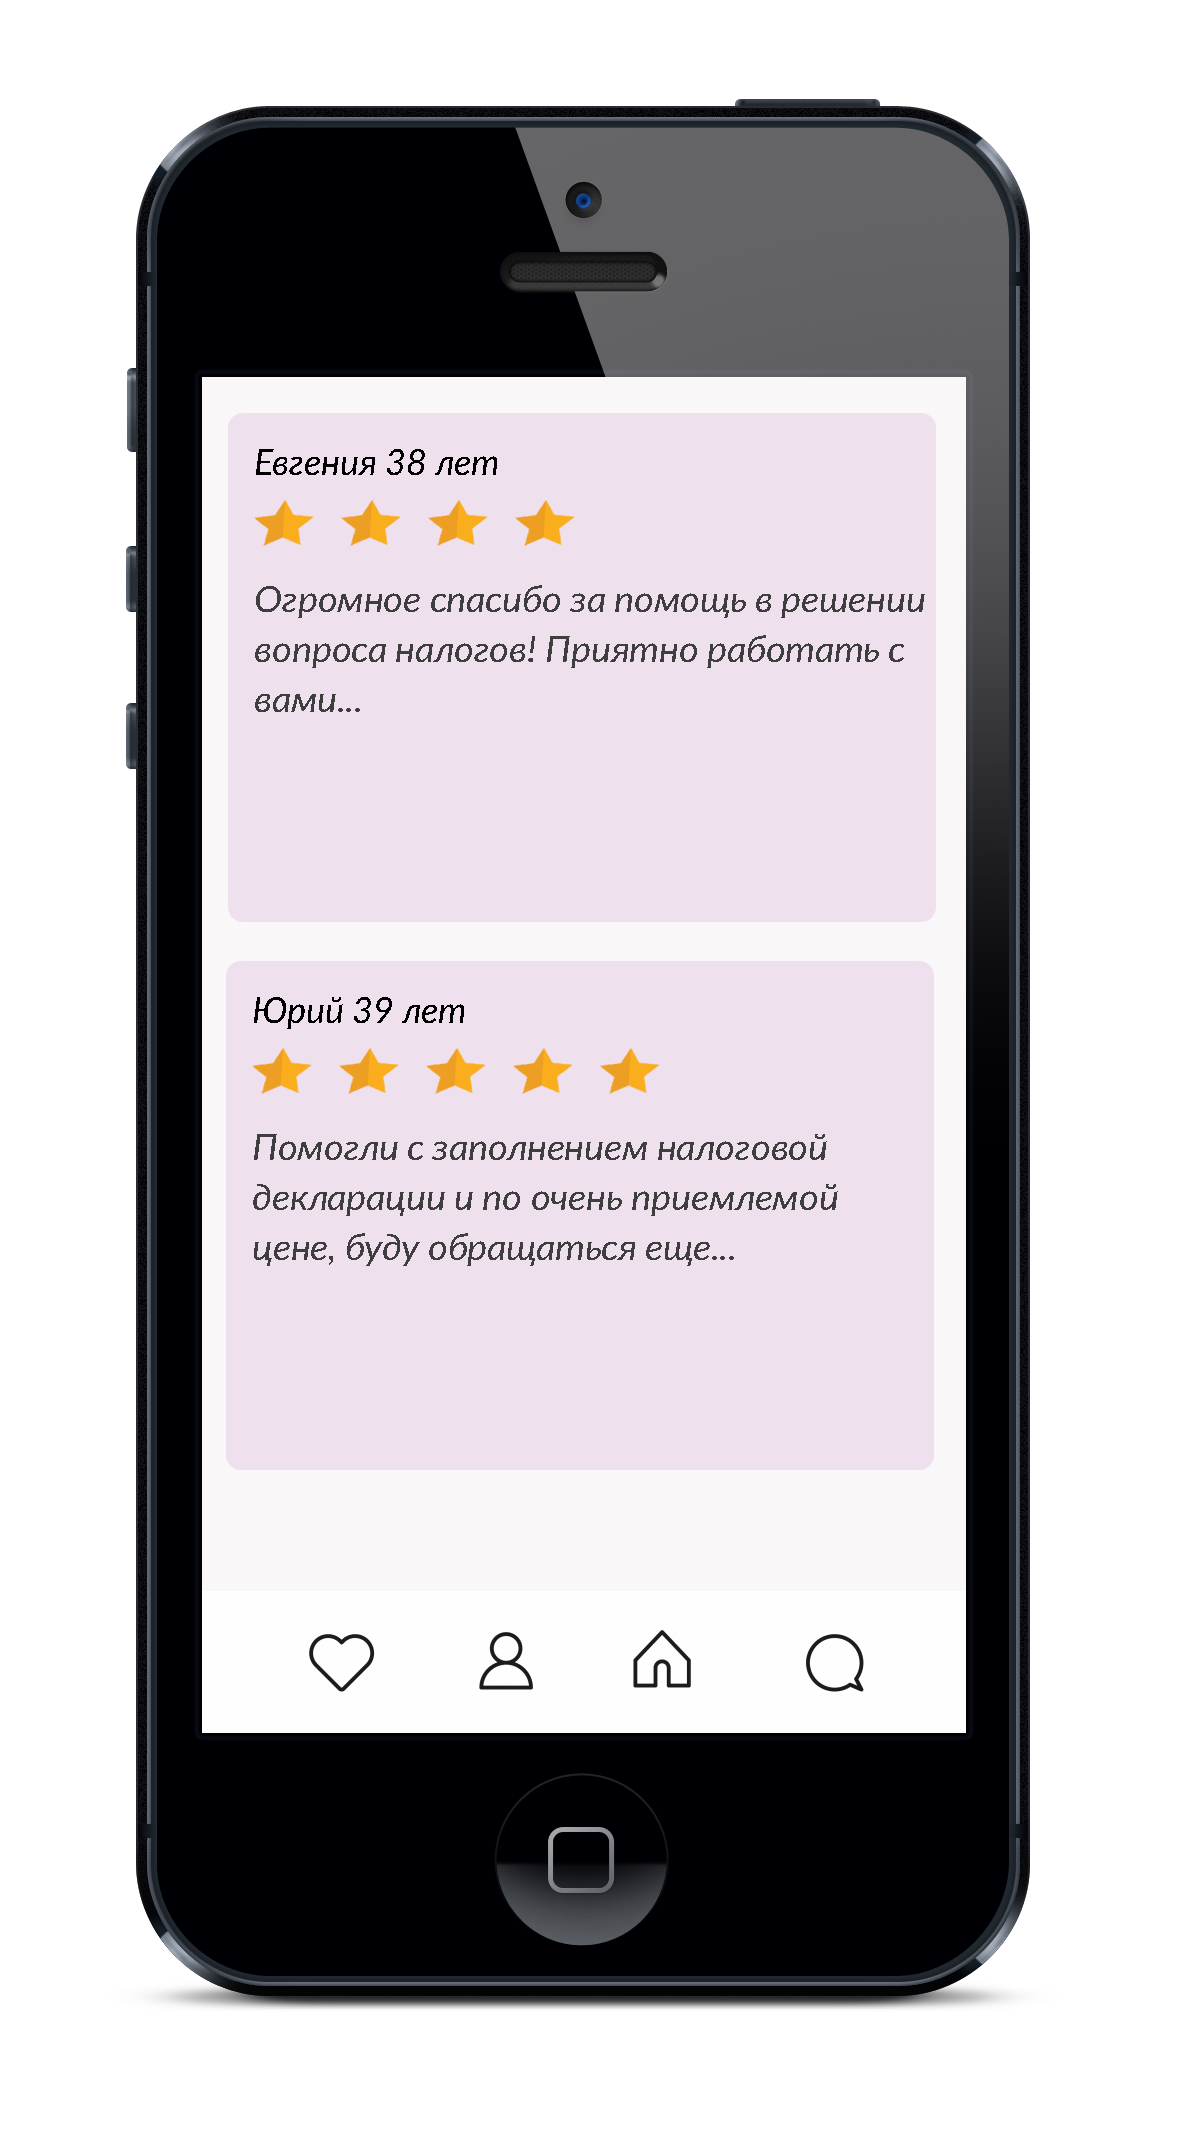 Евгения 38 лет
Огромное спасибо за помощь в решении
вопроса налогов! Приятно работать с
вами...
Юрий 39 лет
Помогли с заполнением налоговой
декларации и по очень приемлемой
цене, буду обращаться еще...